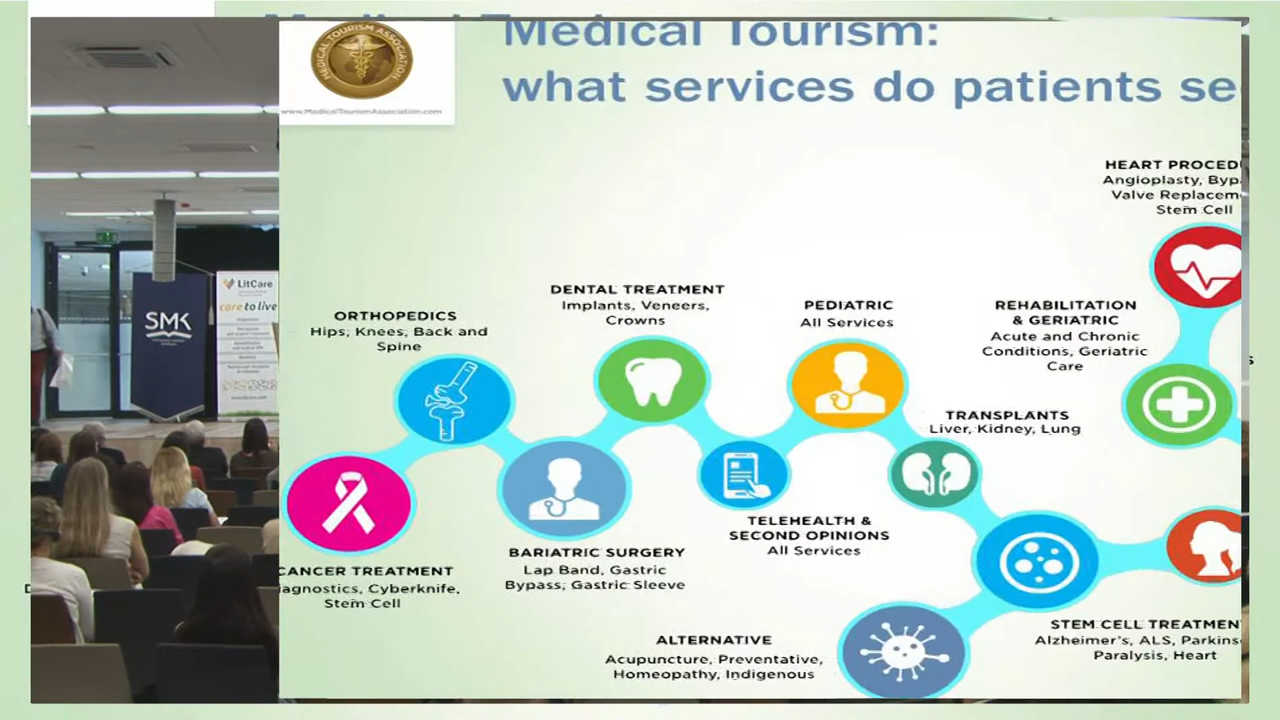 MEDICAL TOURISM ASSOCIATION
www.MedicalTourismAssociation.com
Medical Tourism:
what services do patients se
HEART PROCEDU
Angioplasty, Byp
Valve Replacem
Stem Cell
DENTAL TREATMENT
Implants, Veneers,
Crowns
PEDIATRIC
All Services
REHABILITATION
& GERIATRIC
Acute and Chronic
Conditions, Geriatric
Care
ORTHOPEDICS
Hips, Knees, Back and
Spine
TRANSPLANTS
Liver, Kidney, Lung
TELEHEALTH &
SECOND OPINIONS
All Services
BARIATRIC SURGERY
Lap Band, Gastric
Bypass, Gastric Sleeve
CANCER TREATMENT
iagnostics, Cyberknife,
Stem Cell
STEM CELL TREATMEN
Alzheimer's, ALS, Parkins
Paralysis, Heart
ALTERNATIVE
Acupuncture, Preventative,
Homeopathy, Indigenous
SMK
LitCare
care to live